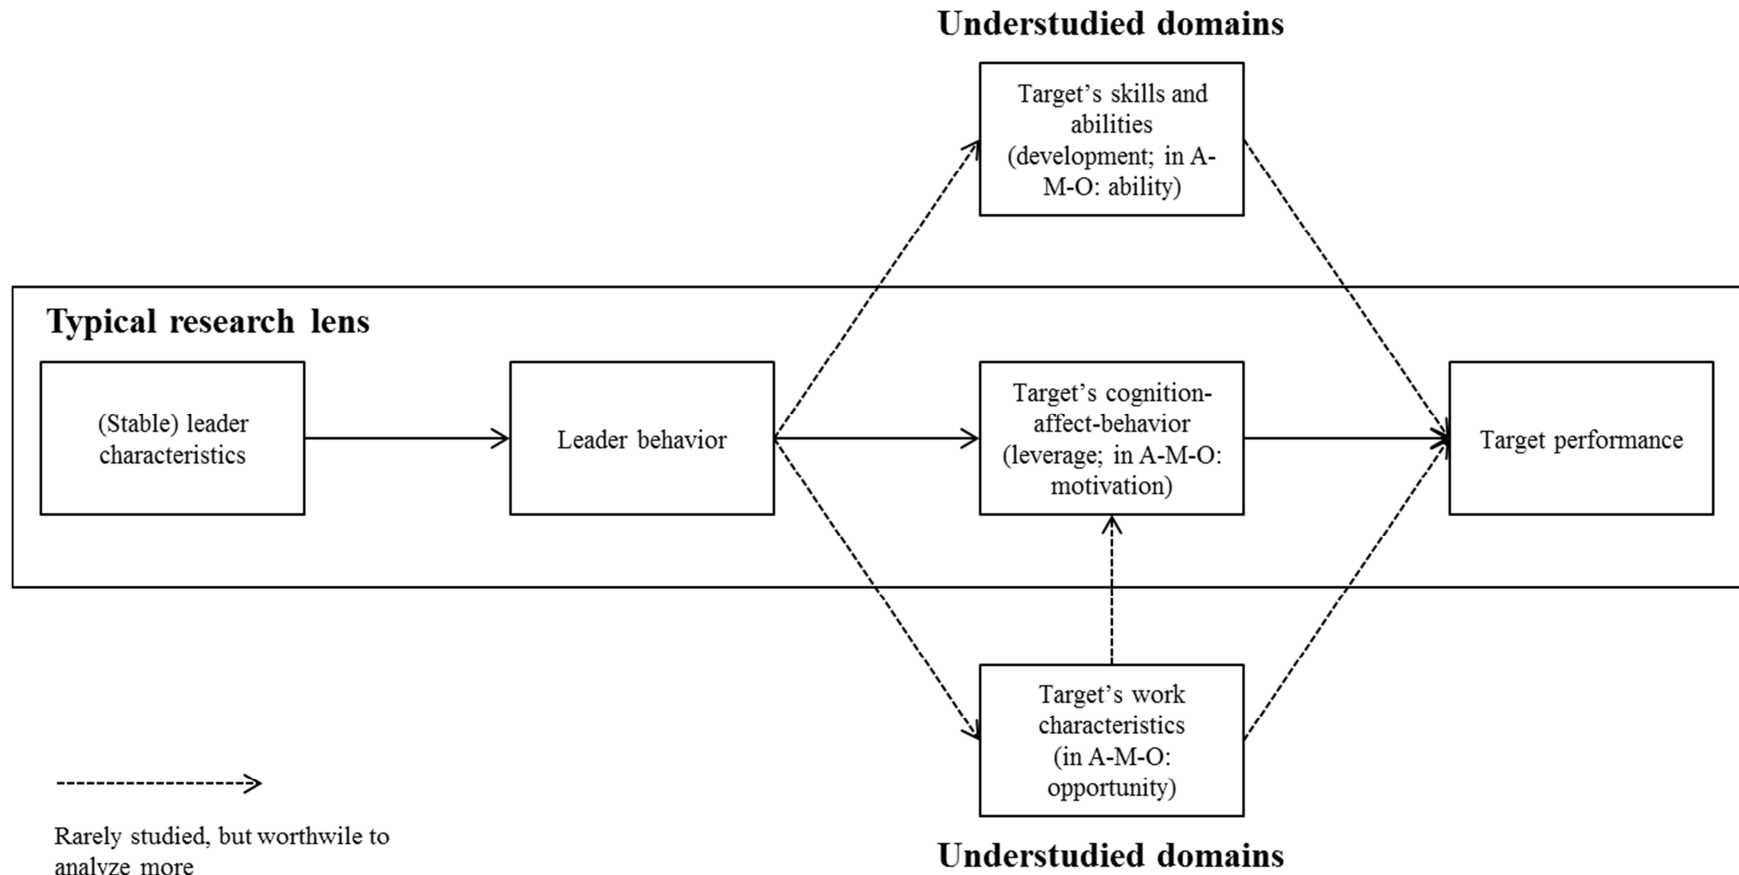 Understudied domains
Target’s skills and
abilities
(development; in A-
M-O: ability)
Typical research lens
(Stable) leader
characteristics
Leader behavior
Target’s cognition-
affect-behavior
(leverage; in A-M-O:
motivation)
Target performance
Target’s work
characteristics
(in A-M-O:
opportunity)
Rarely studied, but worthwile to
analyze more
Understudied domains